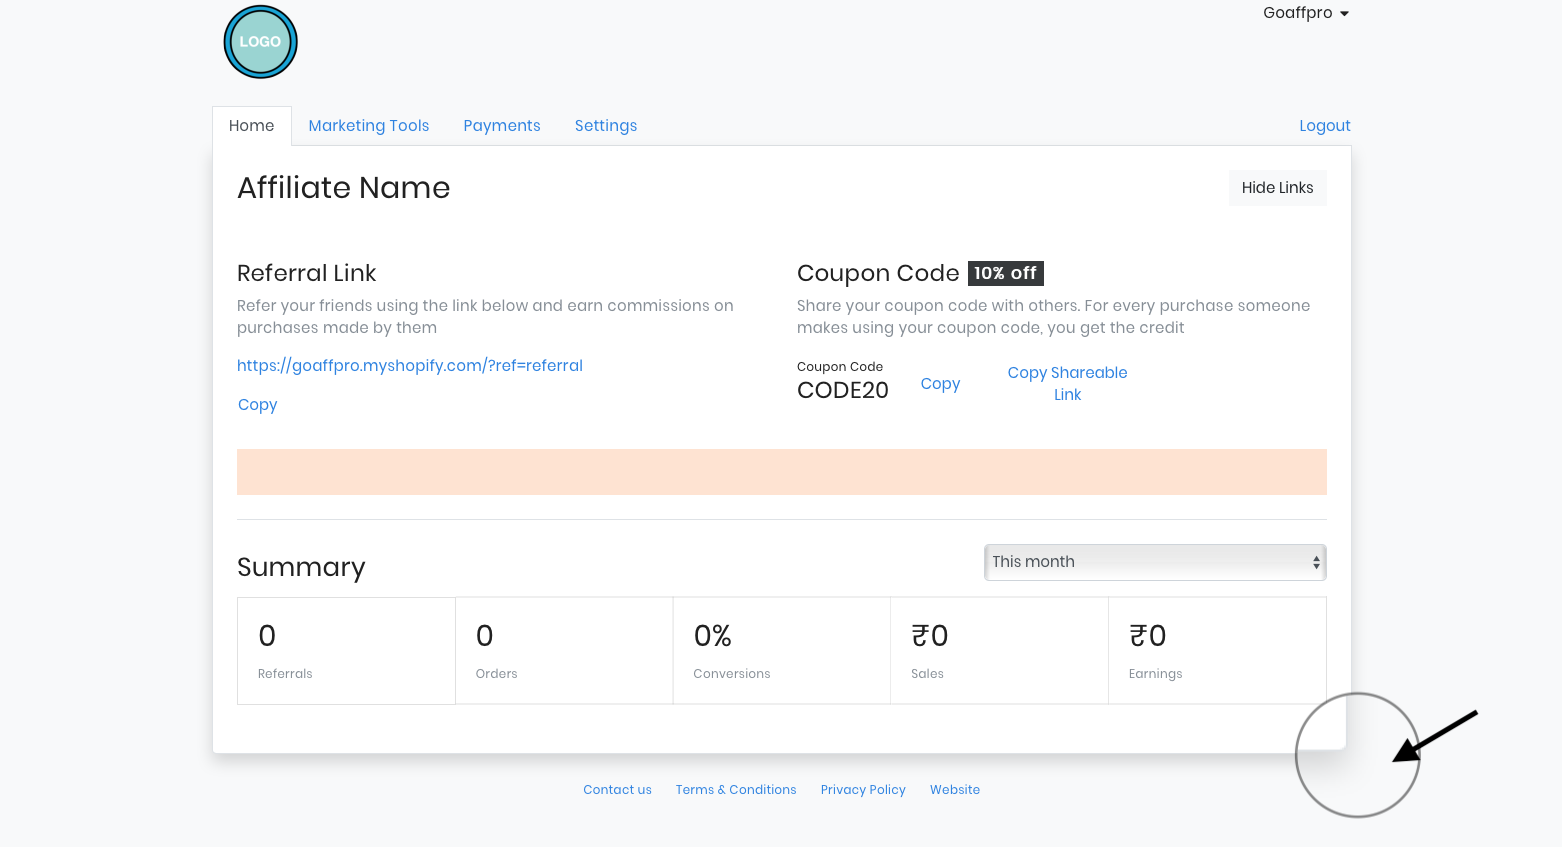 LOGO
Goaffpro
Home Marketing Tools Payments Settings Logout
Affiliate Name
Hide Links
Referral Link
Refer your friends using the link below and earn commissions on
purchases made by them
https://goaffpro.myshopify.com/?ref=referral
Copy
Coupon Code 10% off
Share your coupon code with others. For every purchase someone
makes using your coupon code, you get the credit
Coupon Code
CODE20
Copy
Copy Shareable
Link
Summary
This month
0
Referrals
0
Orders
0%
Conversions
₹0
Sales
₹0
Earnings
Contact us Terms & Conditions Privacy Policy Website